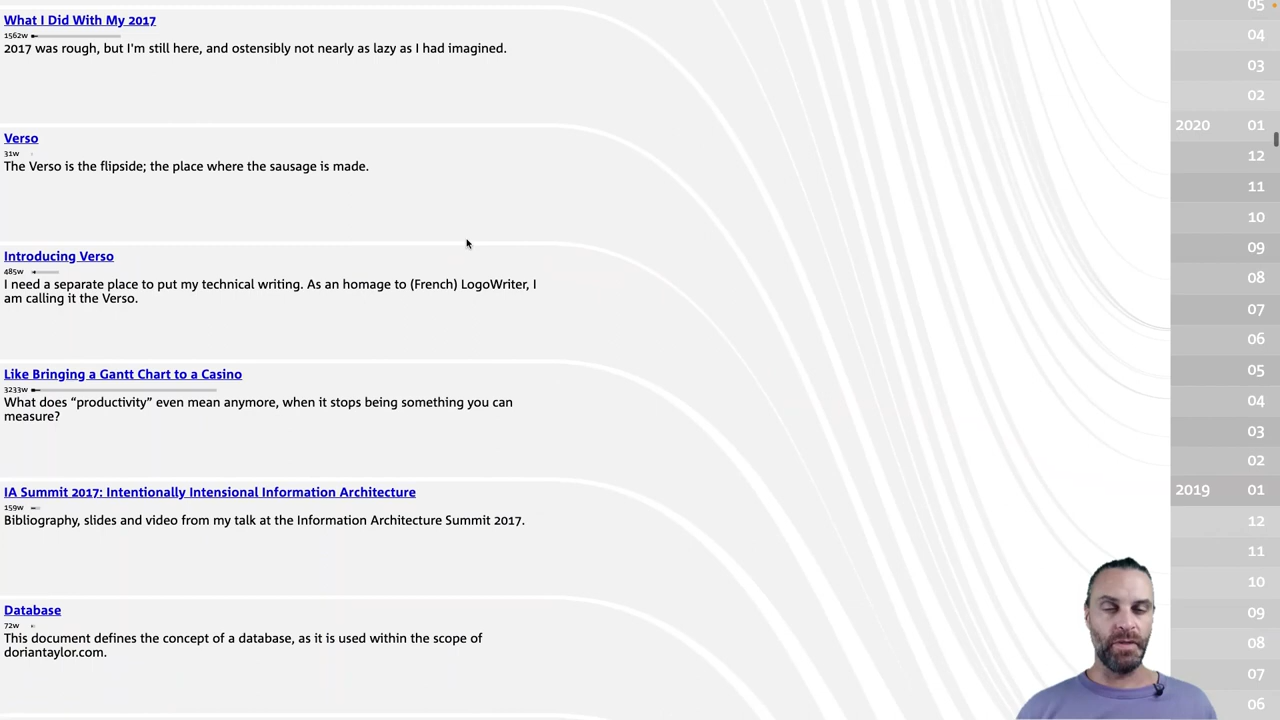 What I Did With My 2017
1562w
2017 was rough, but I'm still here, and ostensibly not nearly as lazy as I had imagined.
Verso
31w
The Verso is the flipside; the place where the sausage is made.
Introducing Verso
485w
I need a separate place to put my technical writing. As an homage to (French) LogoWriter, I
am calling it the Verso.
Like Bringing a Gantt Chart to a Casino
3233w
What does “productivity” even mean anymore, when it stops being something you can
measure?
IA Summit 2017: Intentionally Intensional Information Architecture
159w
Bibliography, slides and video from my talk at the Information Architecture Summit 2017.
Database
72w
This document defines the concept of a database, as it is used within the scope of
doriantaylor.com.
05
04
03
02
2020 01
12
11
10
09
08
07
06
05
04
03
02
2019 01
12
11
10
09
08
07
06